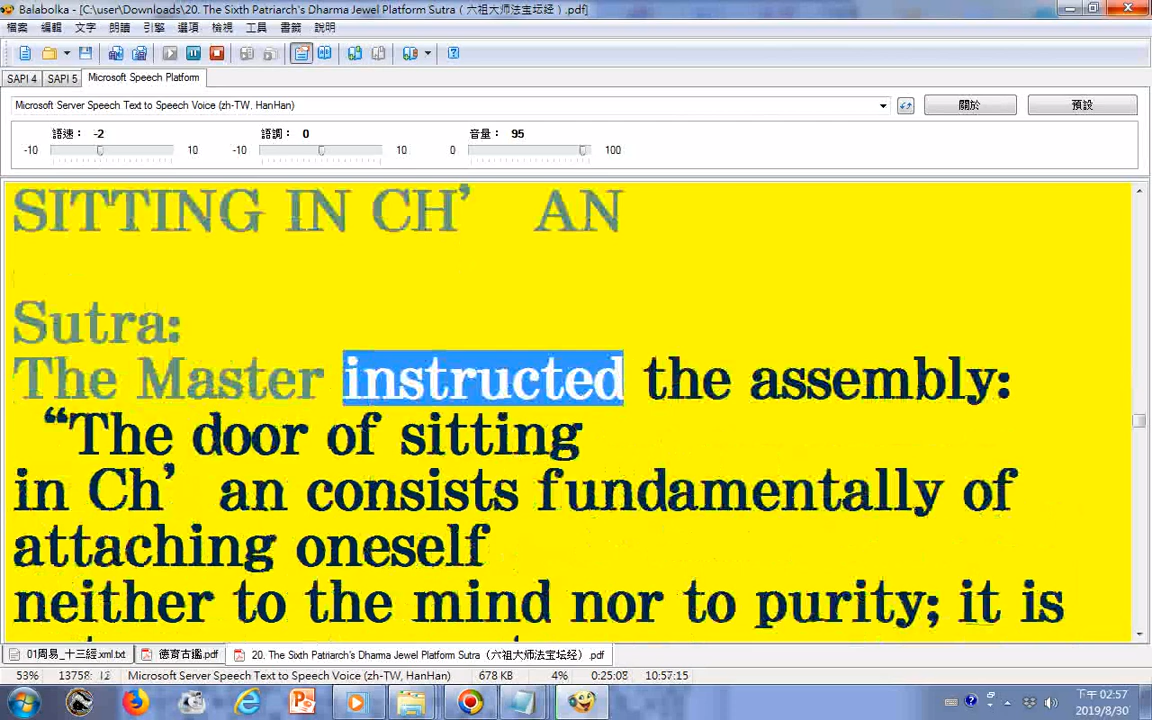 Balabolka - [C:\user\Downloads\20. The Sixth Patriarch's Dharma Jewel Platform Sutra（六祖大师法宝坛经）.pdf]
檔案 編輯 文字 朗讀 引擎 選項 檢視 工具 書籤 說明
SAPI 4 SAPI 5 Microsoft Speech Platform
Microsoft Server Speech Text to Speech Voice (zh-TW, HanHan) 關於 預設
語速： -2 語調： 0 音量： 95
-10 10 -10 10 0 100
SITTING IN CH’ AN
Sutra:
The Master instructed the assembly:
“The door of sitting
in Ch’ an consists fundamentally of
attaching oneself
neither to the mind nor to purity; it is
01周易_十三經.xml.txt 德育古鑑.pdf 20. The Sixth Patriarch's Dharma Jewel Platform Sutra（六祖大师法宝坛经）.pdf
53% 13758: 12 Microsoft Server Speech Text to Speech Voice (zh-TW, HanHan) 678 KB 4% 0:25:08 10:57:15
下午 02:57
2019/8/30